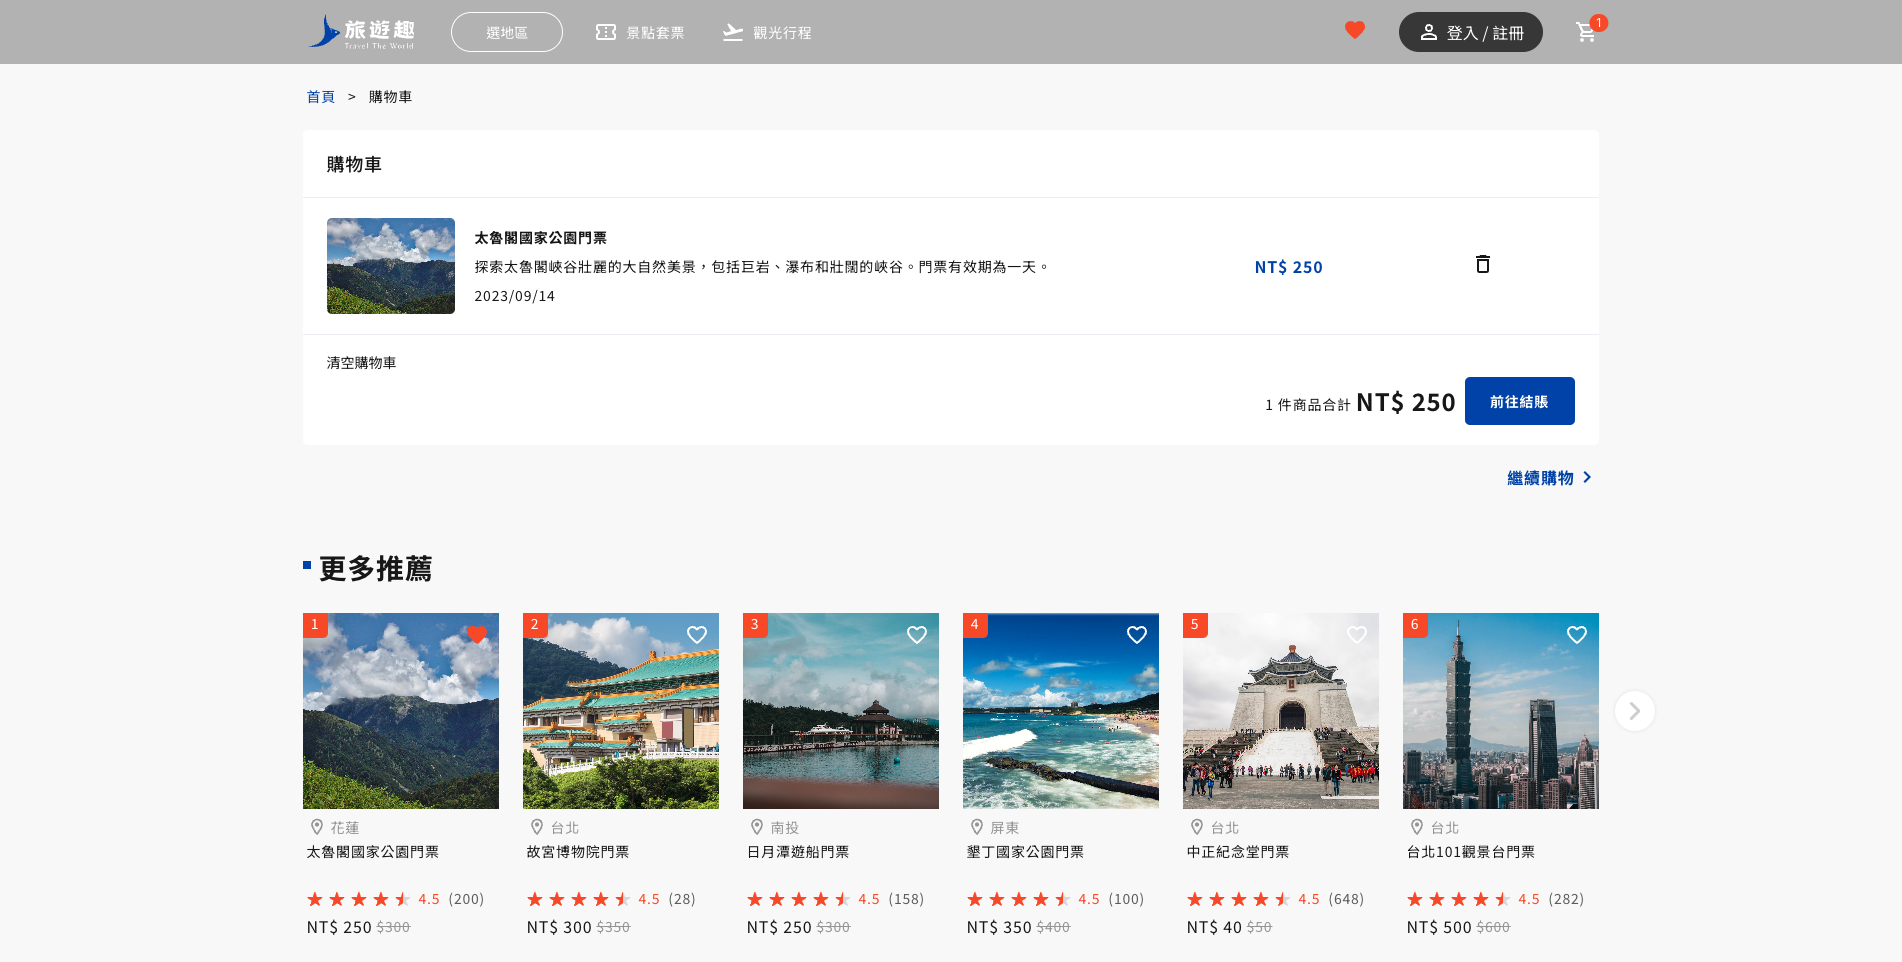 旅遊趣
Travel The World
選地區
景點套票
觀光行程
登入 / 註冊
1
首頁 > 購物車
購物車
太魯閣國家公園門票
探索太魯閣峽谷壯麗的大自然美景，包括巨岩、瀑布和壯闊的峽谷。門票有效期為一天。
2023/09/14
NT$ 250
清空購物車
1 件商品合計 NT$ 250
前往結賬
繼續購物
更多推薦
1
花蓮
太魯閣國家公園門票
4.5 (200)
NT$ 250 $300
2
台北
故宮博物院門票
4.5 (28)
NT$ 300 $350
3
南投
日月潭遊船門票
4.5 (158)
NT$ 250 $300
4
屏東
墾丁國家公園門票
4.5 (100)
NT$ 350 $400
5
台北
中正紀念堂門票
4.5 (648)
NT$ 40 $50
6
台北
台北101觀景台門票
4.5 (282)
NT$ 500 $600